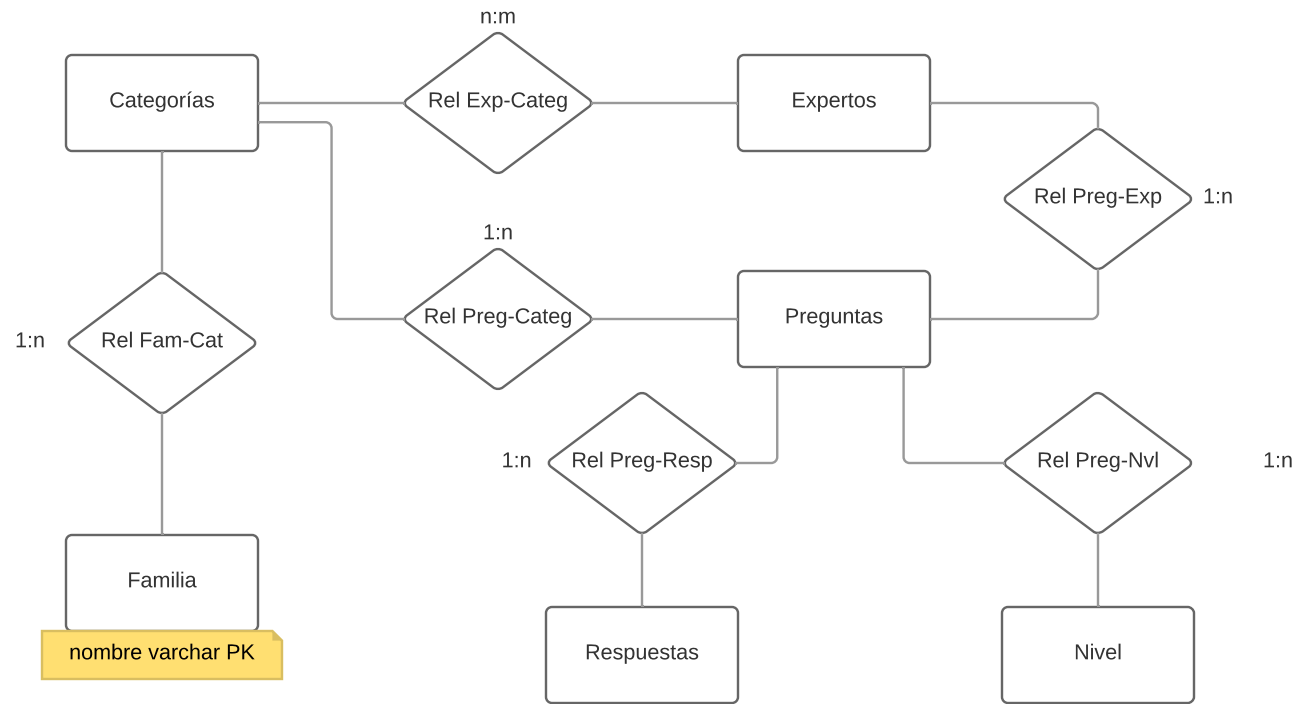 n:m
Categorías
Rel Exp-Categ
Expertos
Rel Preg-Exp
1:n
1:n
Rel Preg-Categ
Preguntas
1:n
Rel Fam-Cat
1:n
Rel Preg-Resp
Rel Preg-Nvl
1:n
Familia
nombre varchar PK
Respuestas
Nivel